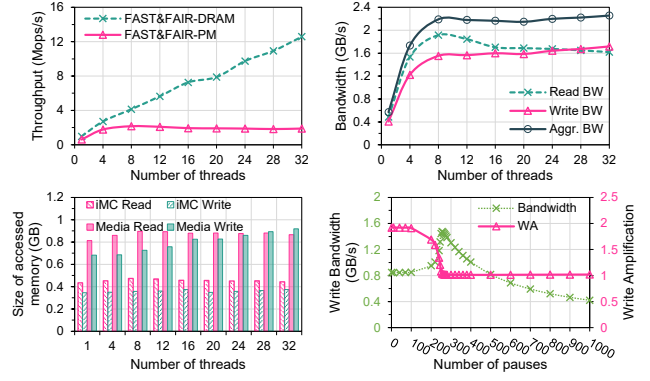 Throughput (Mops/s)
16
12
8
4
0
FAST&FAIR-DRAM
FAST&FAIR-PM
0 4 8 12 16 20 24 28 32
Number of threads
Bandwidth (GB/s)
2.4
2
1.6
1.2
0.8
0.4
0
Read BW
Write BW
Aggr. BW
0 4 8 12 16 20 24 28 32
Number of threads
Size of accessed
memory (GB)
1.2
1
0.8
0.6
0.4
0.2
0
iMC Read iMC Write
Media Read Media Write
1 4 8 12 16 20 24 28 32
Number of threads
Write Bandwidth
(GB/s)
2
1.6
1.2
0.8
0.4
0
Bandwidth
WA
2.5
2
1.5
1
0.5
0
Write Amplification
0 100 200 300 400 500 600 700 800 900 1000
Number of pauses